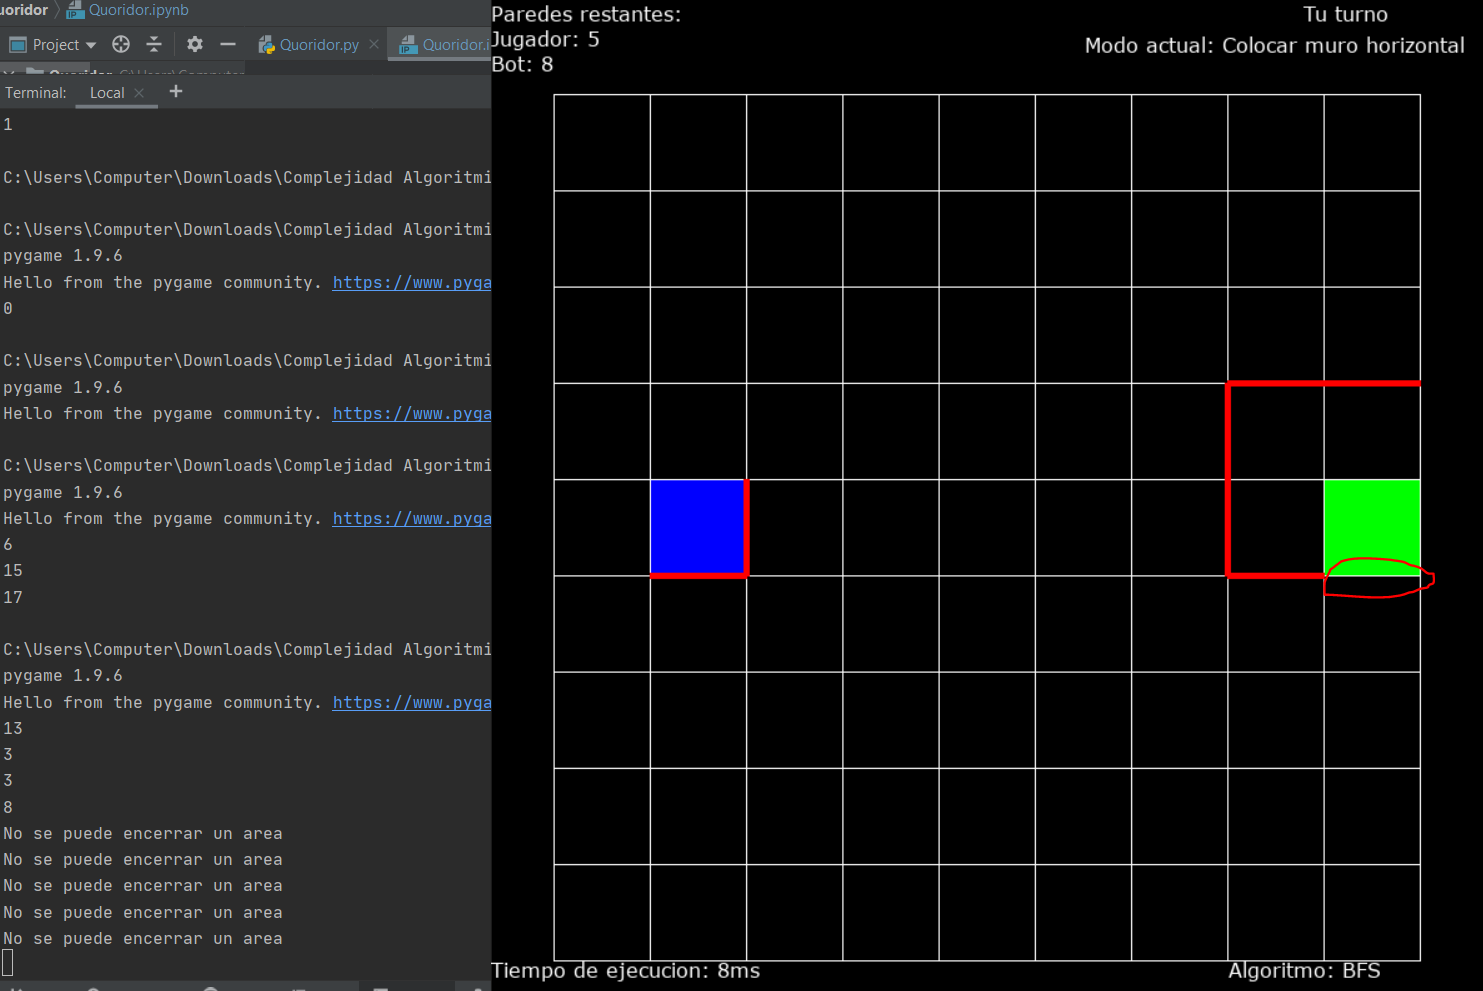 uoridor Quoridor.ipynb
Project Quoridor.py Quoridor.i
Terminal: Local
1
C:\Users\Computer\Downloads\Complejidad Algoritmi
C:\Users\Computer\Downloads\Complejidad Algoritmi
pygame 1.9.6
Hello from the pygame community. https://www.pyga
0
C:\Users\Computer\Downloads\Complejidad Algoritmi
pygame 1.9.6
Hello from the pygame community. https://www.pyga
C:\Users\Computer\Downloads\Complejidad Algoritmi
pygame 1.9.6
Hello from the pygame community. https://www.pyga
6
15
17
C:\Users\Computer\Downloads\Complejidad Algoritmi
pygame 1.9.6
Hello from the pygame community. https://www.pyga
13
3
3
8
No se puede encerrar un area
No se puede encerrar un area
No se puede encerrar un area
No se puede encerrar un area
No se puede encerrar un area
Paredes restantes:
Jugador: 5
Bot: 8
Tu turno
Modo actual: Colocar muro horizontal
Tiempo de ejecucion: 8ms
Algoritmo: BFS